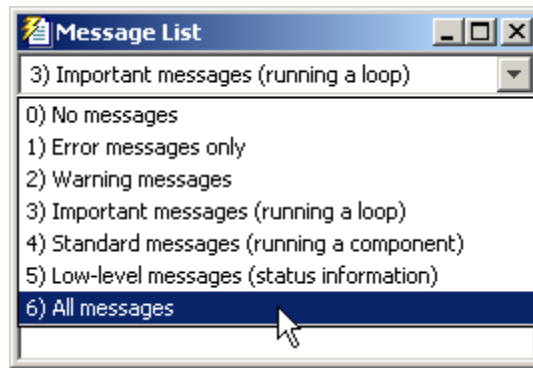 Message List
3) Important messages (running a loop)
0) No messages
1) Error messages only
2) Warning messages
3) Important messages (running a loop)
4) Standard messages (running a component)
5) Low-level messages (status information)
6) All messages